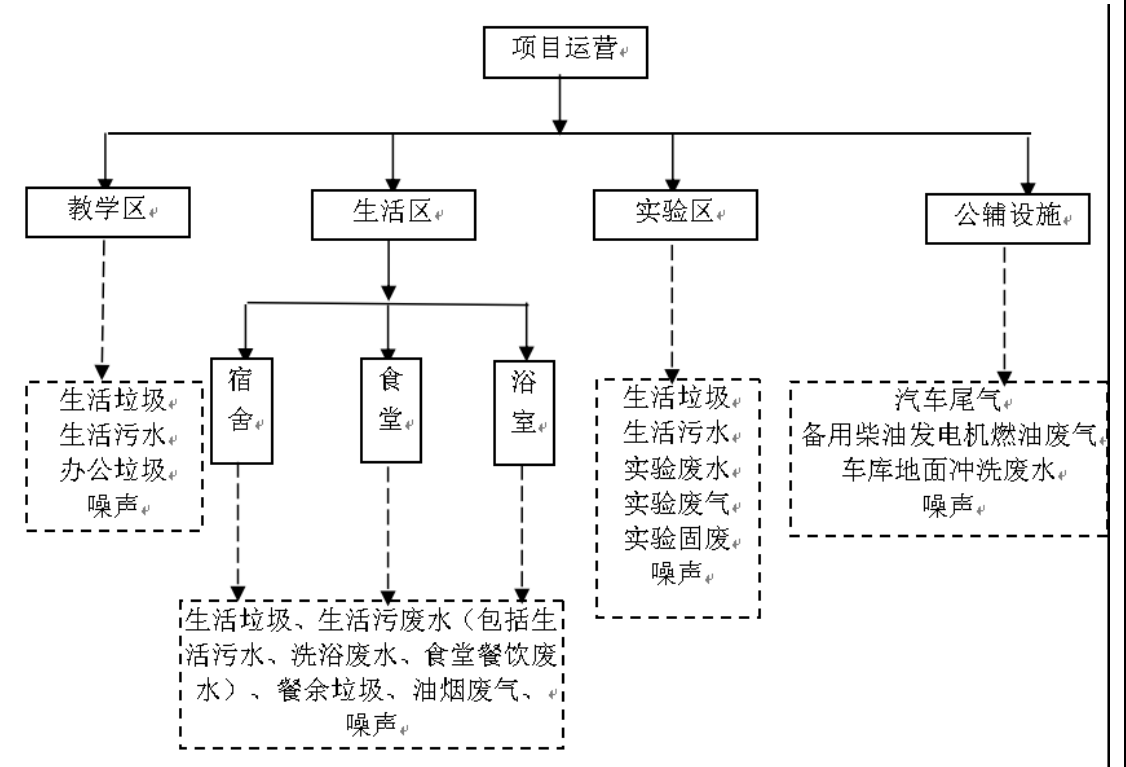 项目运营
教学区
生活区
实验区
公辅设施
宿
舍
食
堂
浴
室
生活垃圾
生活污水
办公垃圾
噪声
生活垃圾、生活污废水（包括生
活污水、洗浴废水、食堂餐饮废
水）、餐余垃圾、油烟废气、
噪声
生活垃圾
生活污水
实验废水
实验废气
实验固废
噪声
汽车尾气
备用柴油发电机燃油废气
车库地面冲洗废水
噪声